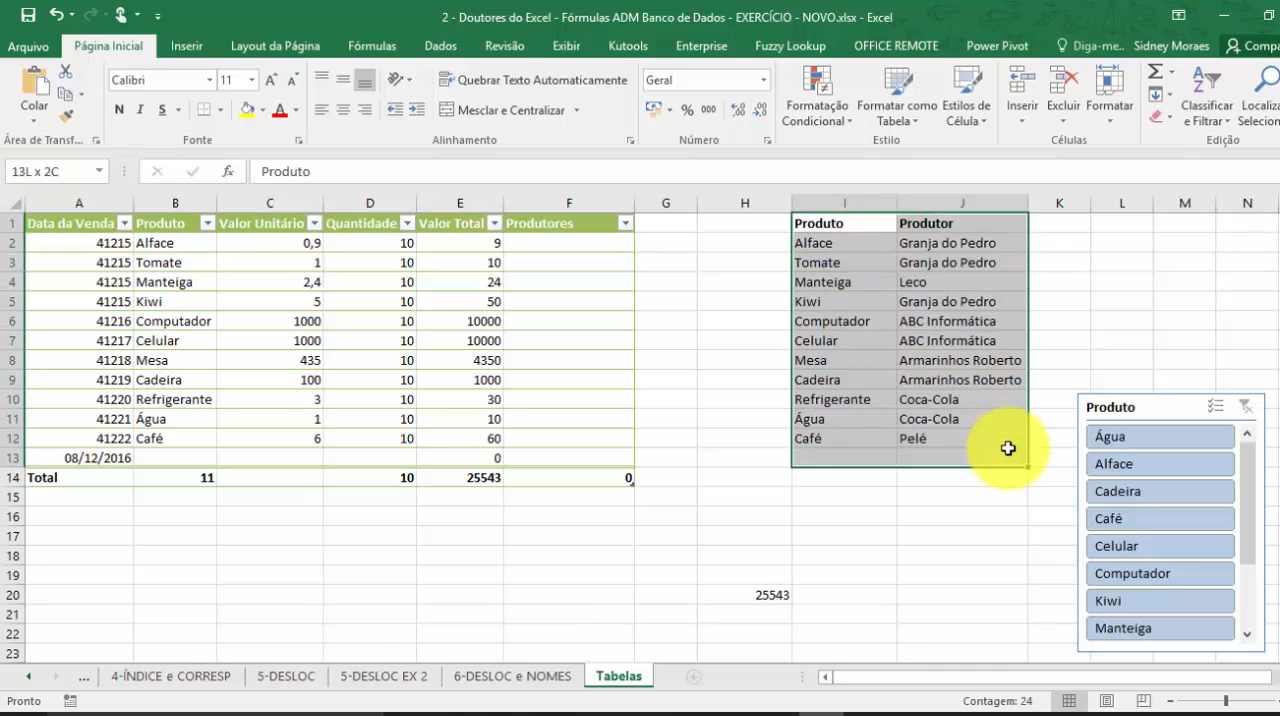 2 - Doutores do Excel - Fórmulas ADM Banco de Dados - EXERCÍCIO - NOVO.xlsx - Excel
Arquivo Página Inicial Inserir Layout da Página Fórmulas Dados Revisão Exibir Kutools Enterprise Fuzzy Lookup OFFICE REMOTE Power Pivot Diga-me... Sidney Moraes Compa
Calibri 11 Quebrar Texto Automaticamente Geral
Colar N I S Mesclar e Centralizar % 000 Formatação Condicional Formatar como Tabela Estilos de Célula Inserir Excluir Formatar Classificar e Filtrar Localiza Selecion
Área de Transf... Fonte Alinhamento Número Estilo Células Edição
13L x 2C fx Produto
A B C D E F G H I J K L M N
1 Data da Venda Produto Valor Unitário Quantidade Valor Total Produtores Produto Produtor
2 41215 Alface 0,9 10 9 Alface Granja do Pedro
3 41215 Tomate 1 10 10 Tomate Granja do Pedro
4 41215 Manteiga 2,4 10 24 Manteiga Leco
5 41215 Kiwi 5 10 50 Kiwi Granja do Pedro
6 41216 Computador 1000 10 10000 Computador ABC Informática
7 41217 Celular 1000 10 10000 Celular ABC Informática
8 41218 Mesa 435 10 4350 Mesa Armarinhos Roberto
9 41219 Cadeira 100 10 1000 Cadeira Armarinhos Roberto
10 41220 Refrigerante 3 10 30 Refrigerante Coca-Cola
11 41221 Água 1 10 10 Água Coca-Cola
12 41222 Café 6 10 60 Café Pelé
13 08/12/2016 0
14 Total 11 10 25543 0
15
16
17
18
19
20 25543
21
22
23
Produto
Água
Alface
Cadeira
Café
Celular
Computador
Kiwi
Manteiga
... 4-ÍNDICE e CORRESP 5-DESLOC 5-DESLOC EX 2 6-DESLOC e NOMES Tabelas
Pronto Contagem: 24